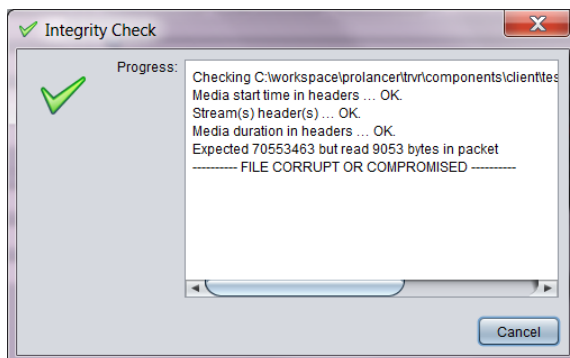 Integrity Check
Progress:
Checking C:\workspace\prolancer\trvr\components\client\tes
Media start time in headers ... OK.
Stream(s) header(s) ... OK.
Media duration in headers ... OK.
Expected 70553463 but read 9053 bytes in packet
---------- FILE CORRUPT OR COMPROMISED ----------
Cancel